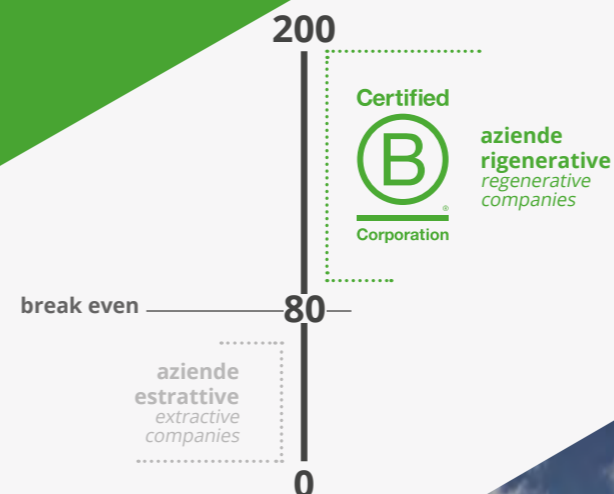 200
Certified
B
®
Corporation
aziende
rigenerative
regenerative
companies
break even
80
aziende
estrattive
extractive
companies
0